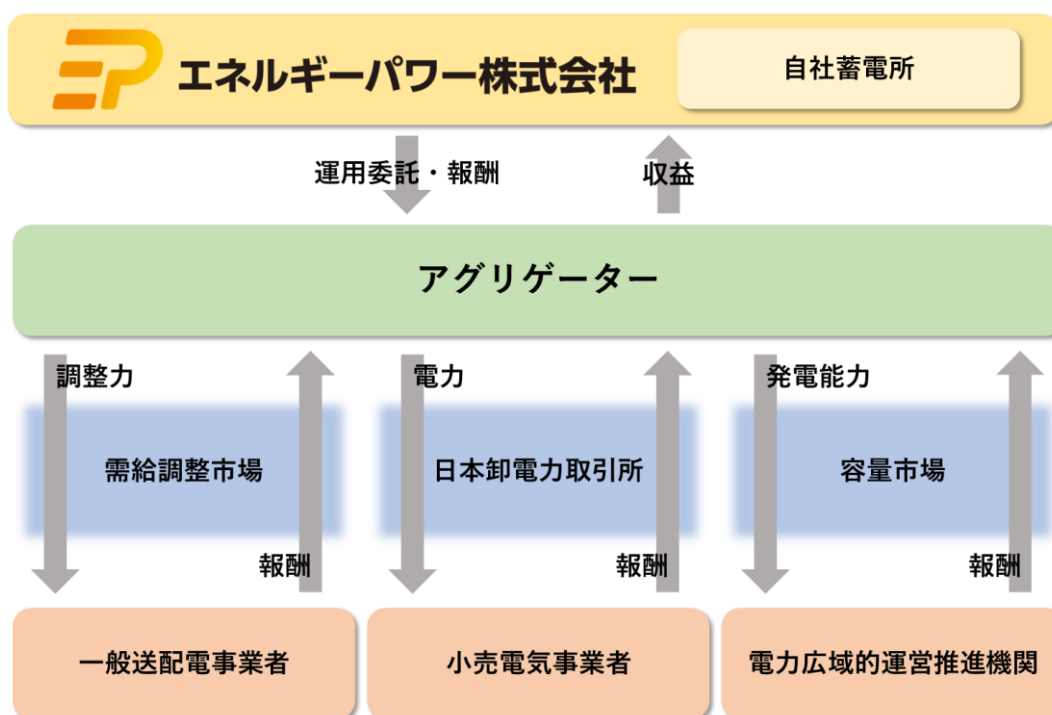 EP エネルギーパワー株式会社
自社蓄電所
運用委託・報酬
収益
アグリゲーター
調整力
電力
発電能力
需給調整市場
日本卸電力取引所
容量市場
報酬
報酬
報酬
一般送配電事業者
小売電気事業者
電力広域的運営推進機関